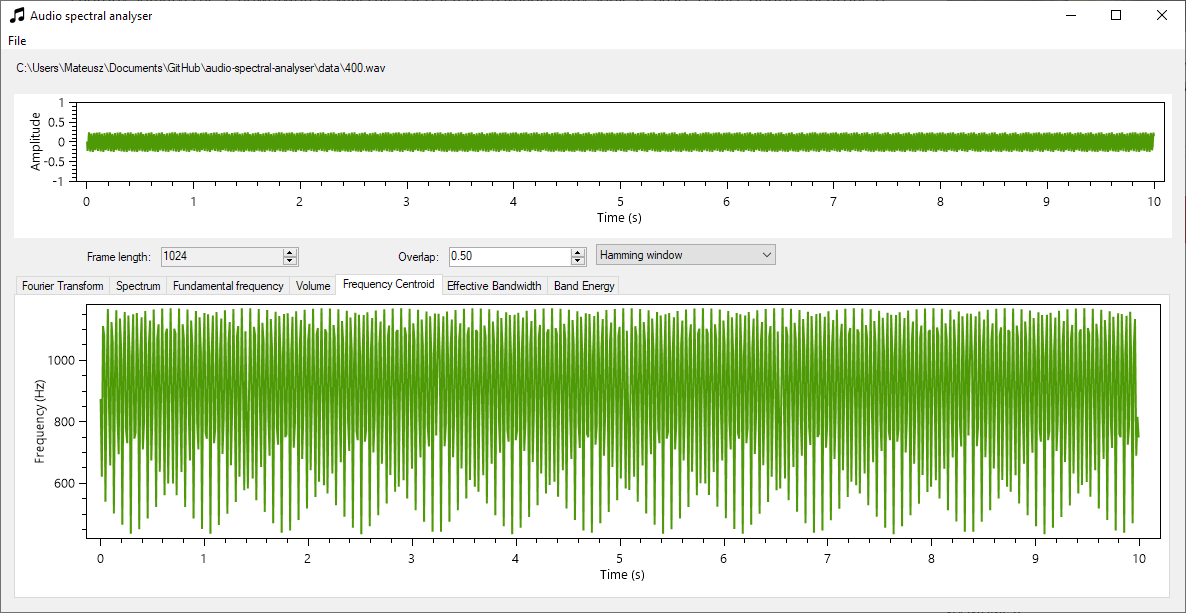 Audio spectral analyser
File
C:\Users\Mateusz\Documents\GitHub\audio-spectral-analyser\data\400.wav
Amplitude
1
0.5
0
-0.5
-1
0 1 2 3 4 5 6 7 8 9 10
Time (s)
Frame length: 1024 Overlap: 0.50 Hamming window
Fourier Transform Spectrum Fundamental frequency Volume Frequency Centroid Effective Bandwidth Band Energy
Frequency (Hz)
1000
800
600
0 1 2 3 4 5 6 7 8 9 10
Time (s)